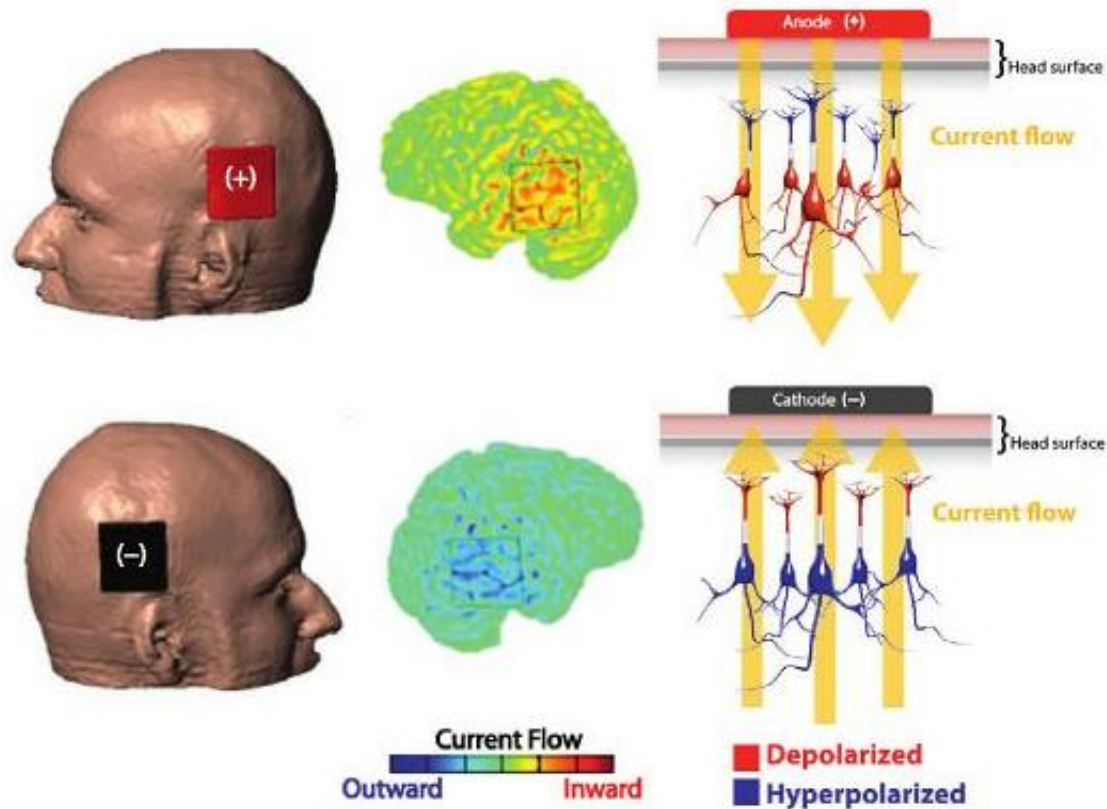 Anode (+)
Head surface
(+)
Current flow
Cathode (−)
Head surface
(−)
Current flow
Current Flow
Outward Inward
Depolarized
Hyperpolarized